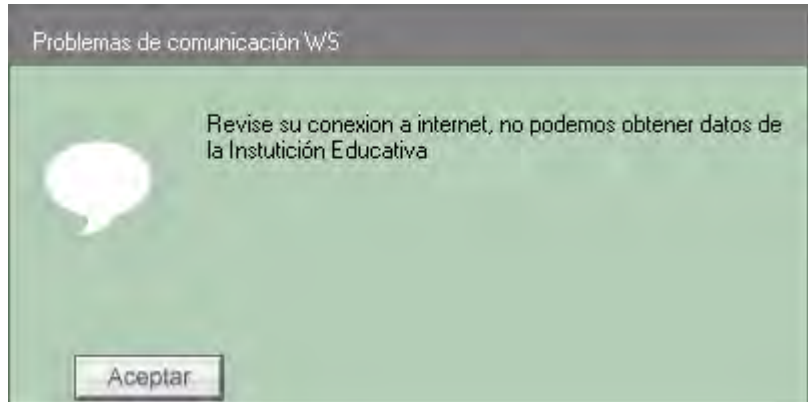 Problemas de comunicación WS
Revise su conexion a internet, no podemos obtener datos de
la Instutición Educativa
Aceptar